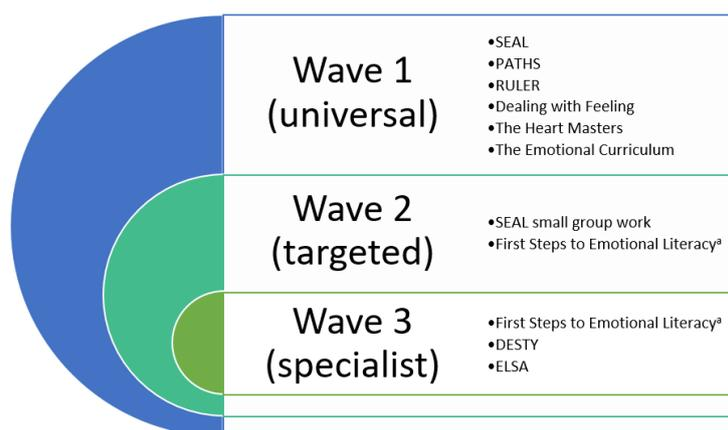 Wave 1
(universal)
•SEAL
•PATHS
•RULER
•Dealing with Feeling
•The Heart Masters
•The Emotional Curriculum
Wave 2
(targeted)
•SEAL small group work
•First Steps to Emotional Literacyᵃ
Wave 3
(specialist)
•First Steps to Emotional Literacyᵃ
•DESTY
•ELSA